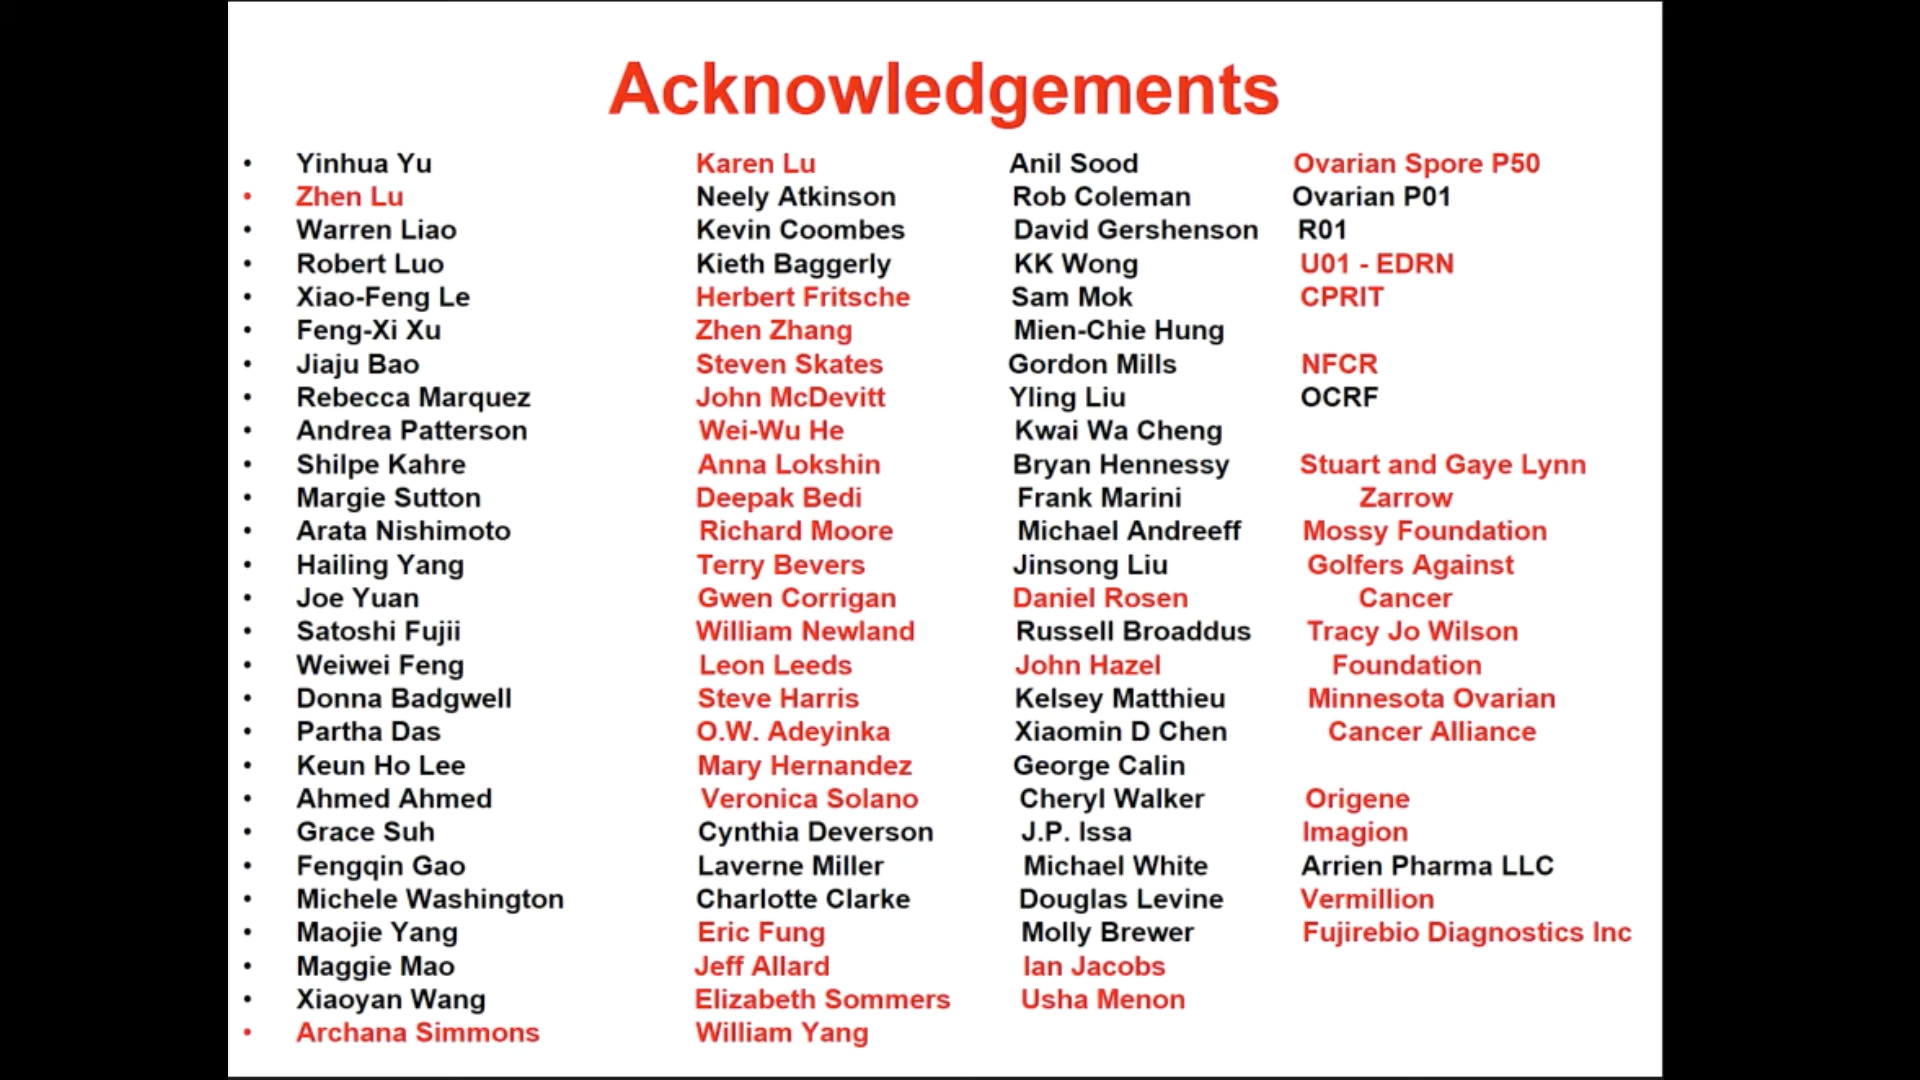 Acknowledgements
• Yinhua Yu Karen Lu Anil Sood Ovarian Spore P50
• Zhen Lu Neely Atkinson Rob Coleman Ovarian P01
• Warren Liao Kevin Coombes David Gershenson R01
• Robert Luo Kieth Baggerly KK Wong U01 - EDRN
• Xiao-Feng Le Herbert Fritsche Sam Mok CPRIT
• Feng-Xi Xu Zhen Zhang Mien-Chie Hung
• Jiaju Bao Steven Skates Gordon Mills NFCR
• Rebecca Marquez John McDevitt Yling Liu OCRF
• Andrea Patterson Wei-Wu He Kwai Wa Cheng
• Shilpe Kahre Anna Lokshin Bryan Hennessy Stuart and Gaye Lynn
• Margie Sutton Deepak Bedi Frank Marini Zarrow
• Arata Nishimoto Richard Moore Michael Andreeff Mossy Foundation
• Hailing Yang Terry Bevers Jinsong Liu Golfers Against
• Joe Yuan Gwen Corrigan Daniel Rosen Cancer
• Satoshi Fujii William Newland Russell Broaddus Tracy Jo Wilson
• Weiwei Feng Leon Leeds John Hazel Foundation
• Donna Badgwell Steve Harris Kelsey Matthieu Minnesota Ovarian
• Partha Das O.W. Adeyinka Xiaomin D Chen Cancer Alliance
• Keun Ho Lee Mary Hernandez George Calin
• Ahmed Ahmed Veronica Solano Cheryl Walker Origene
• Grace Suh Cynthia Deverson J.P. Issa Imagion
• Fengqin Gao Laverne Miller Michael White Arrien Pharma LLC
• Michele Washington Charlotte Clarke Douglas Levine Vermillion
• Maojie Yang Eric Fung Molly Brewer Fujirebio Diagnostics Inc
• Maggie Mao Jeff Allard Ian Jacobs
• Xiaoyan Wang Elizabeth Sommers Usha Menon
• Archana Simmons William Yang